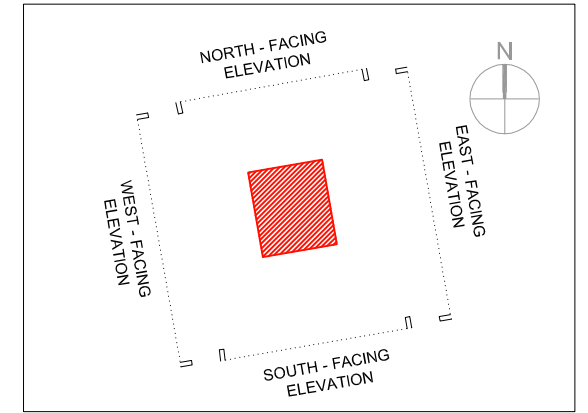 NORTH - FACING
ELEVATION
N
EAST - FACING
ELEVATION
WEST - FACING
ELEVATION
SOUTH - FACING
ELEVATION